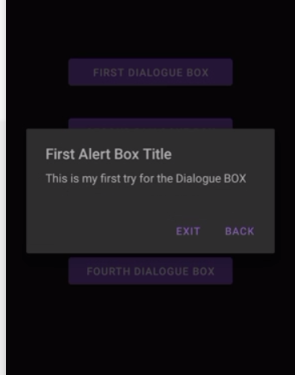 FIRST DIALOGUE BOX
First Alert Box Title
This is my first try for the Dialogue BOX
EXIT BACK
FOURTH DIALOGUE BOX